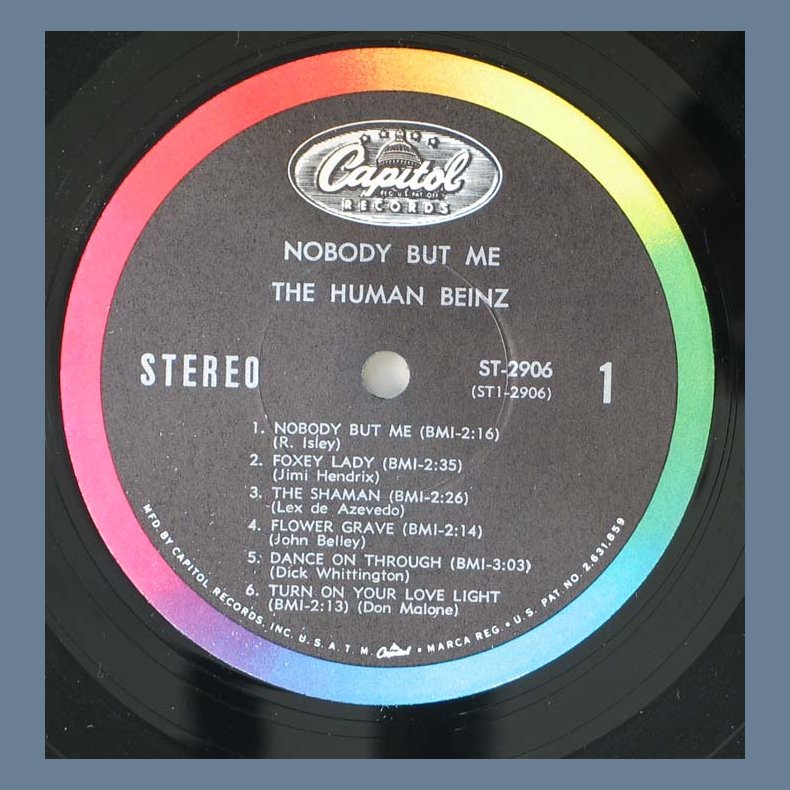 Capitol
REG. U.S. PAT. OFF.
RECORDS
NOBODY BUT ME
THE HUMAN BEINZ
STEREO
ST-2906
(ST1-2906)
1
1. NOBODY BUT ME (BMI-2:16)
(R. Isley)
2. FOXEY LADY (BMI-2:35)
(Jimi Hendrix)
3. THE SHAMAN (BMI-2:26)
(Lex de Azevedo)
4. FLOWER GRAVE (BMI-2:14)
(John Belley)
5. DANCE ON THROUGH (BMI-3:03)
(Dick Whittington)
6. TURN ON YOUR LOVE LIGHT
(BMI-2:13) (Don Malone)
MFD. BY CAPITOL RECORDS, INC. U.S.A. T.M. Capitol • MARCA REG. • U.S. PAT. NO. 2,631,859